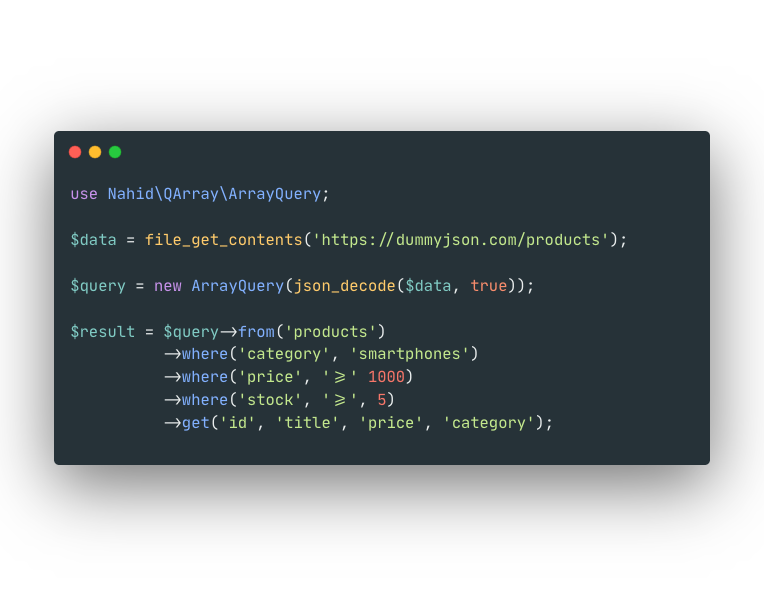 use Nahid\QArray\ArrayQuery;
$data = file_get_contents('https://dummyjson.com/products');
$query = new ArrayQuery(json_decode($data, true));
$result = $query->from('products')
->where('category', 'smartphones')
->where('price', '>=' 1000)
->where('stock', '>=', 5)
->get('id', 'title', 'price', 'category');